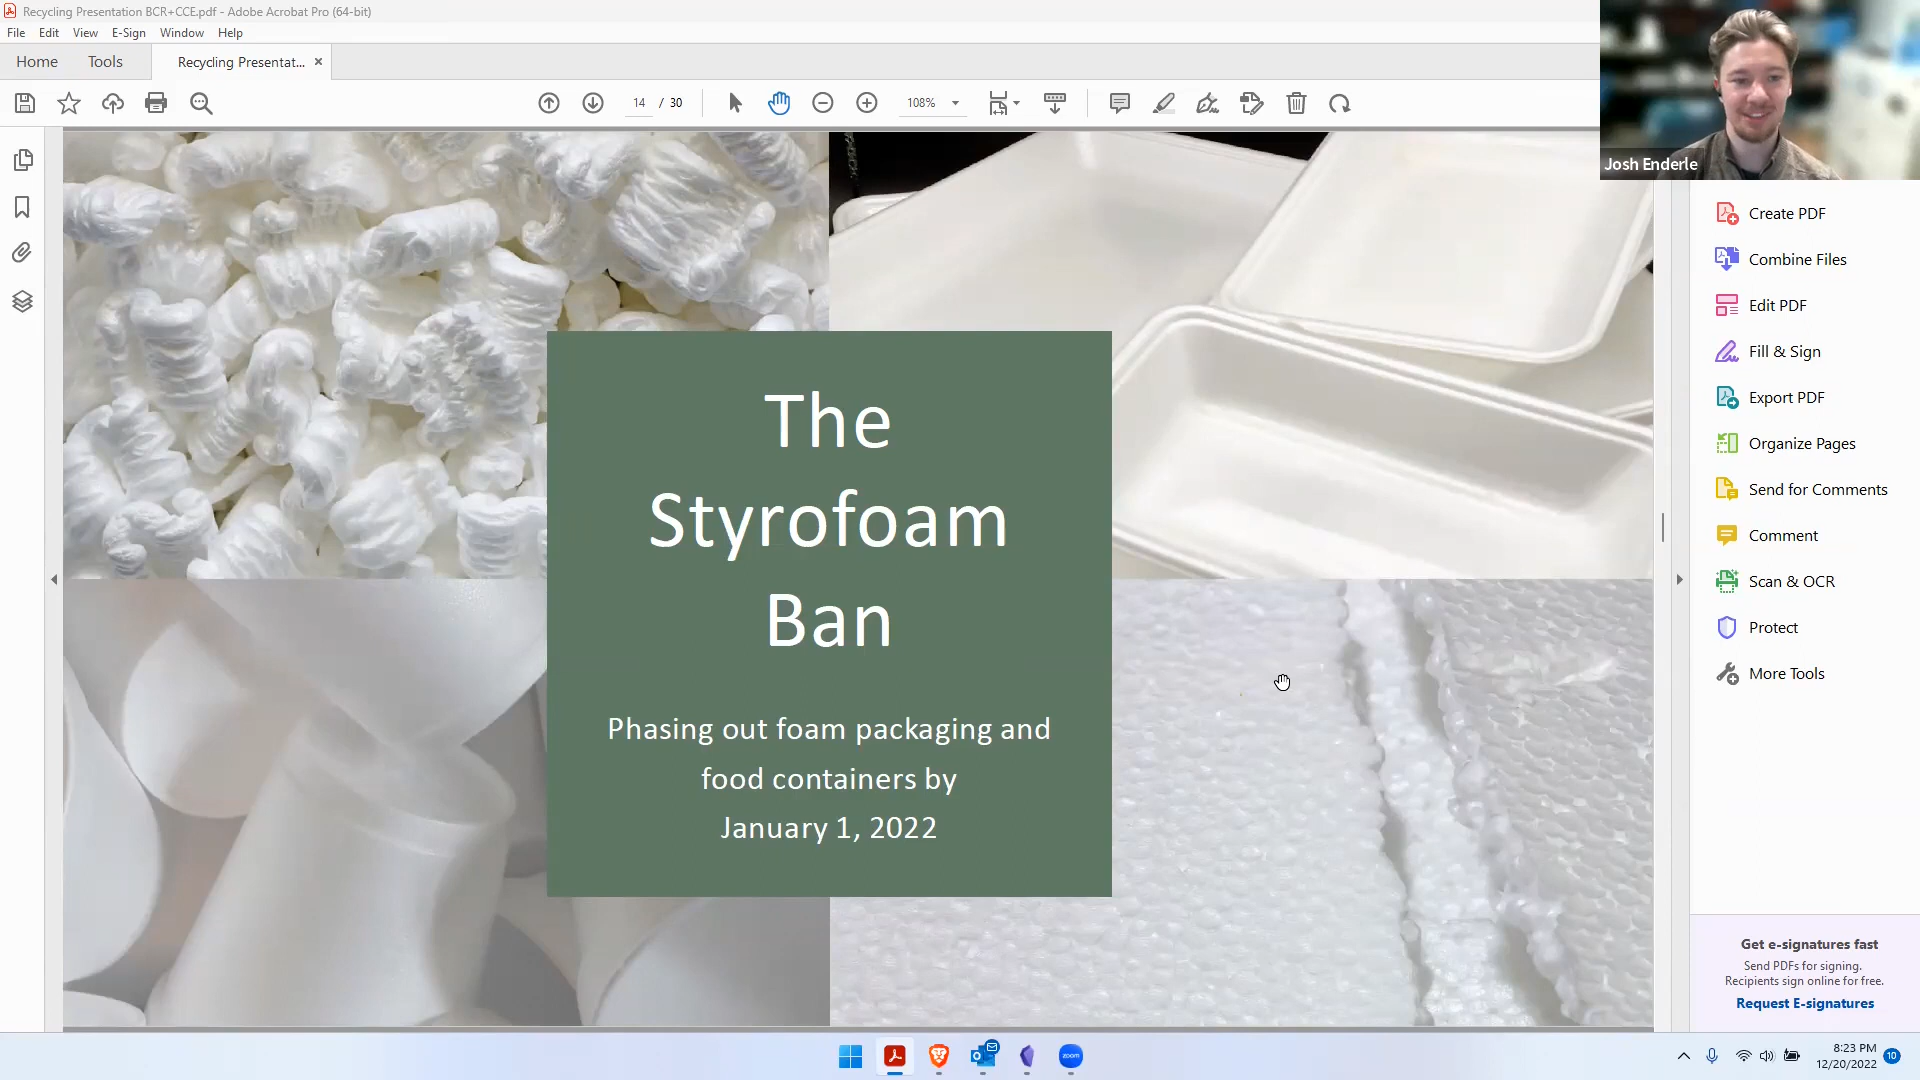 Recycling Presentation BCR+CCE.pdf - Adobe Acrobat Pro (64-bit)
File Edit View E-Sign Window Help
Home Tools Recycling Presentat... ×
14 / 30 108%
Josh Enderle
The
Styrofoam
Ban
Phasing out foam packaging and
food containers by
January 1, 2022
Create PDF
Combine Files
Edit PDF
Fill & Sign
Export PDF
Organize Pages
Send for Comments
Comment
Scan & OCR
Protect
More Tools
Get e-signatures fast
Send PDFs for signing.
Recipients sign online for free.
Request E-signatures
zoom
8:23 PM
12/20/2022
10